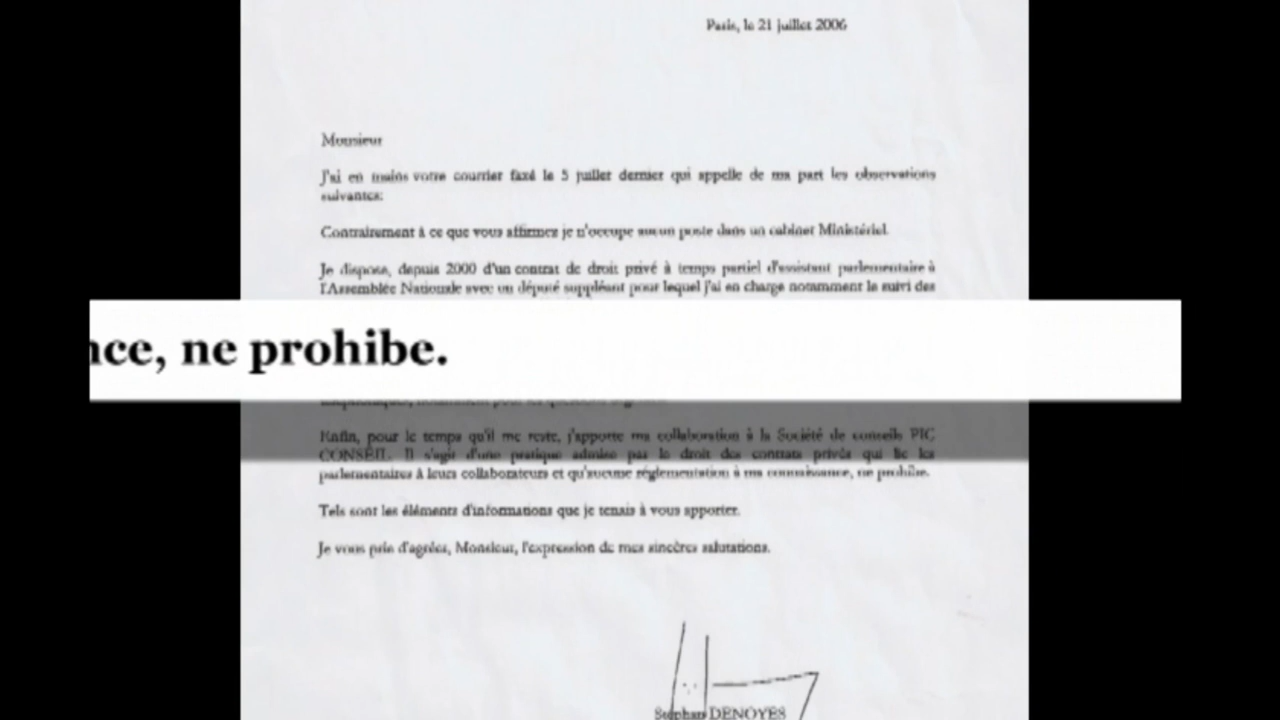 Paris, le 21 juillet 2006
Monsieur
J'ai en mains votre courrier faxé le 5 juillet dernier qui appelle de ma part les observations
suivantes:
Contrairement à ce que vous affirmez je n'occupe aucun poste dans un cabinet Ministériel.
Je dispose, depuis 2000 d'un contrat de droit privé à temps partiel d'assistant parlementaire à
l'Assemblée Nationale avec un député suppléant pour lequel j'ai en charge notamment le suivi des
nce, ne prohibe.
Enfin, pour le temps qu'il me reste, j'apporte ma collaboration à la Société de conseils PIC
CONSEIL. Il s'agit d'une pratique admise par le droit des contrats privés qui lie les
parlementaires à leurs collaborateurs et qu'aucune réglementation à ma connaissance, ne prohibe.
Tels sont les éléments d'informations que je tenais à vous apporter.
Je vous prie d'agréer, Monsieur, l'expression de mes sincères salutations.
Stéphan DENOYES